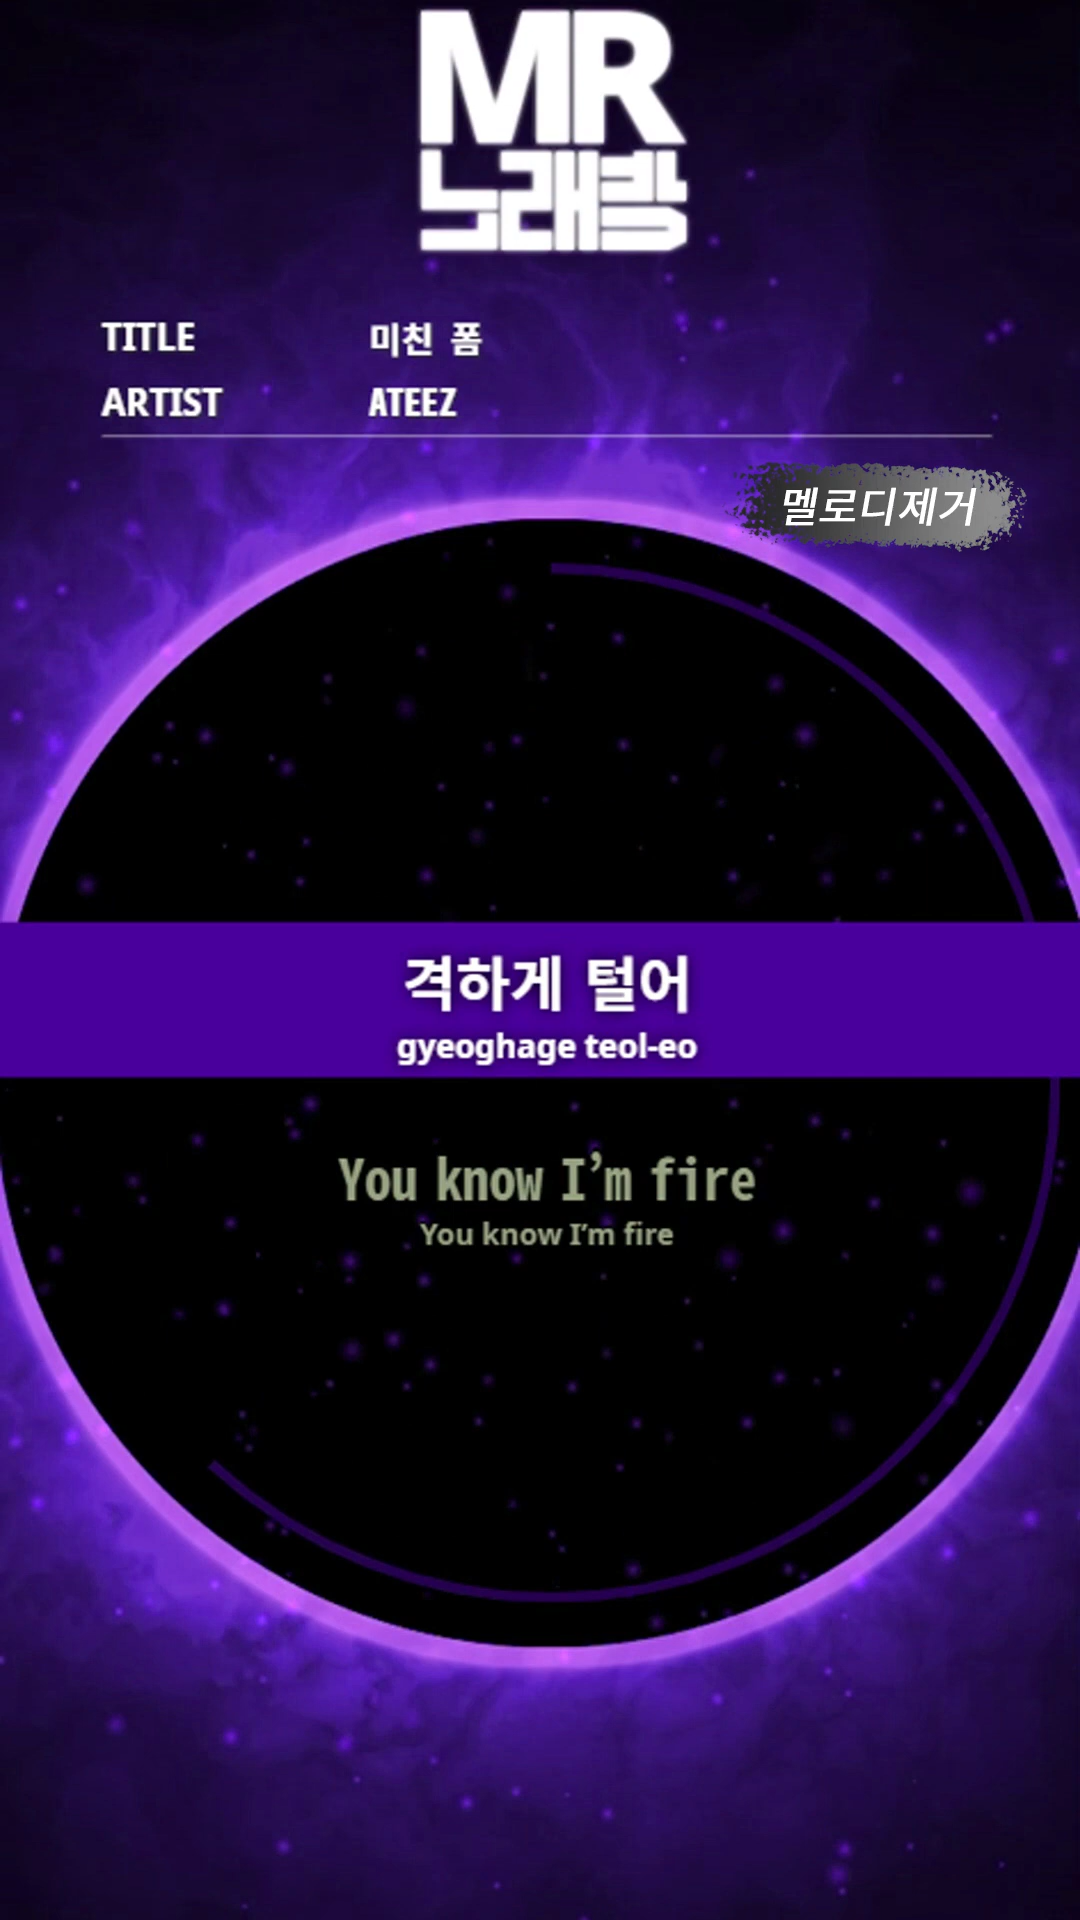 MR
노래방
TITLE 미친 폼
ARTIST ATEEZ
멜로디제거
격하게 털어
gyeoghage teol-eo
You know I’m fire
You know I’m fire